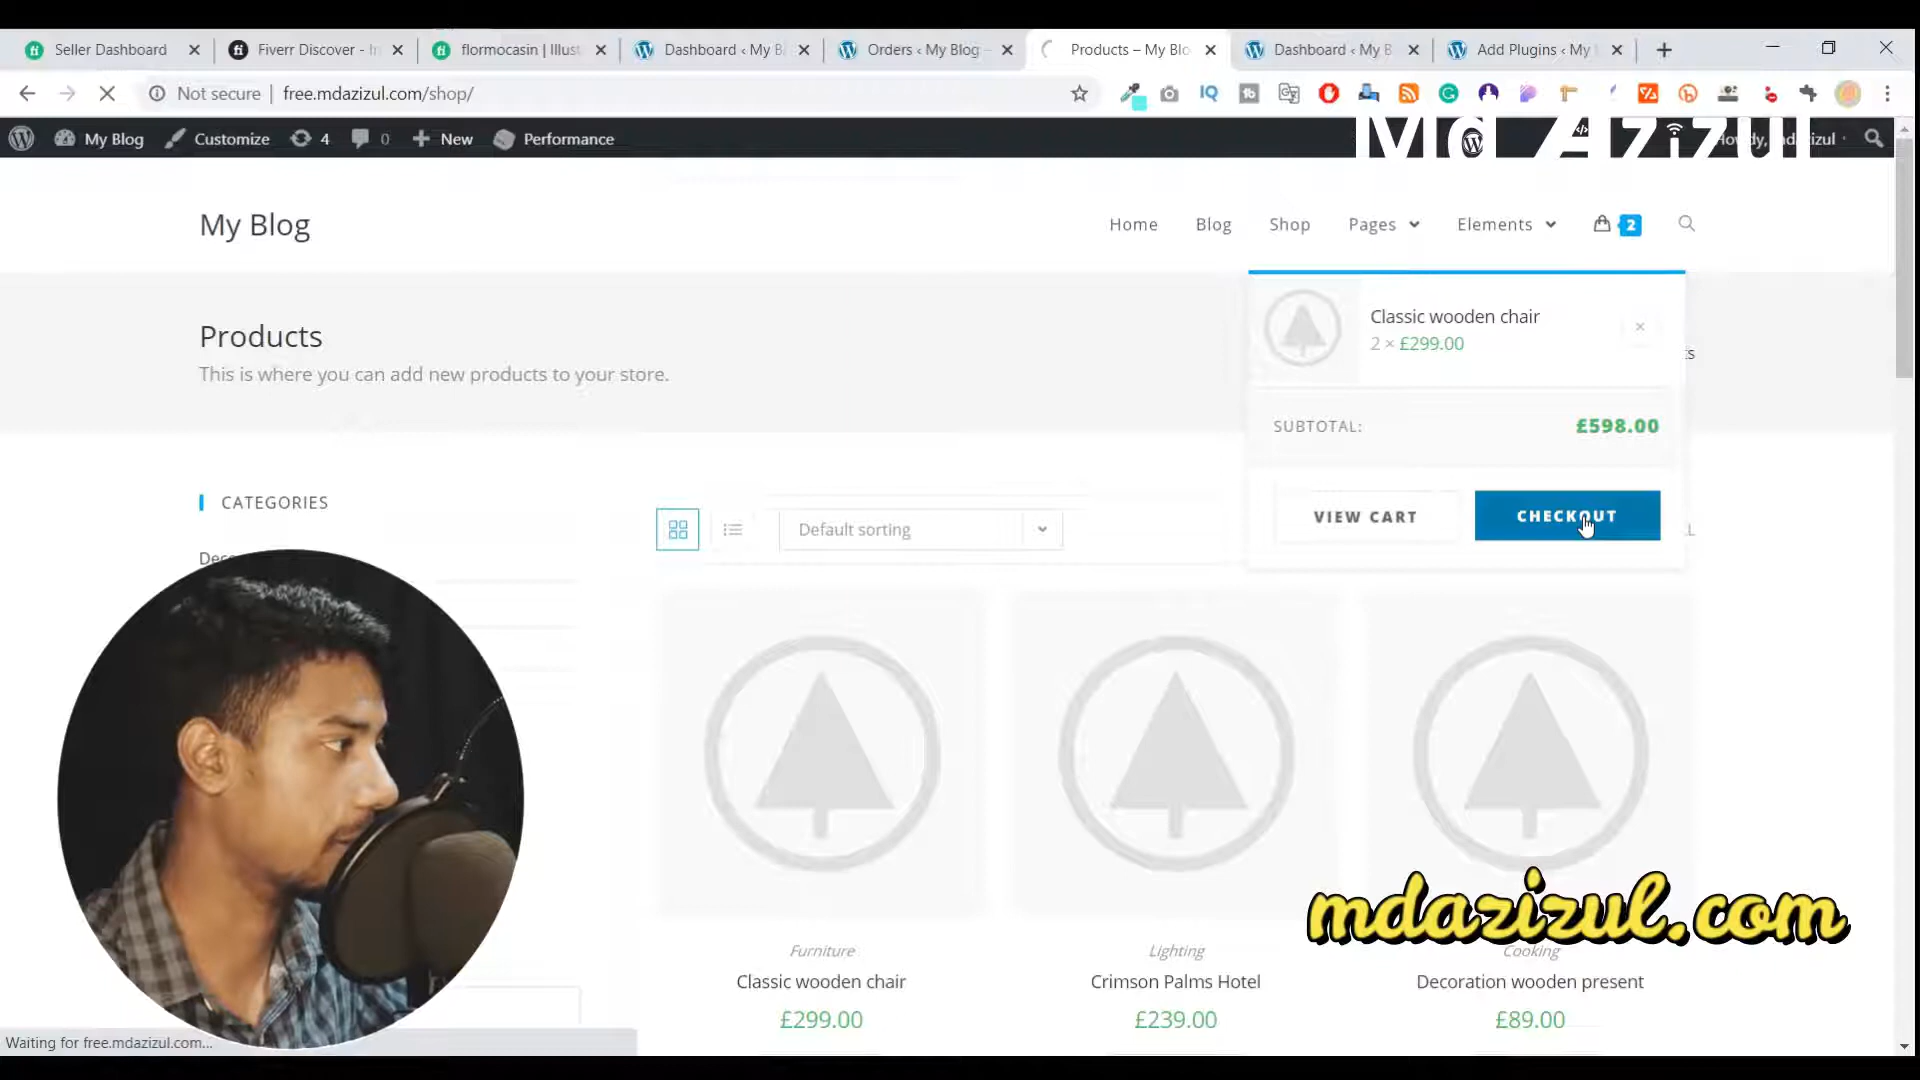 Seller Dashboard
Fiverr Discover - In
flormocasin | Illust
Dashboard ‹ My B
Orders ‹ My Blog –
Products – My Blo
Dashboard ‹ My B
Add Plugins ‹ My
Not secure | free.mdazizul.com/shop/
My Blog
Customize
4
0
New
Performance
Md Azizul
My Blog
Home
Blog
Shop
Pages
Elements
2
Products
This is where you can add new products to your store.
Classic wooden chair
2 × £299.00
×
SUBTOTAL:
£598.00
VIEW CART
CHECKOUT
CATEGORIES
Default sorting
mdazizul.com
Furniture
Classic wooden chair
£299.00
Lighting
Crimson Palms Hotel
£239.00
Cooking
Decoration wooden present
£89.00
Waiting for free.mdazizul.com...